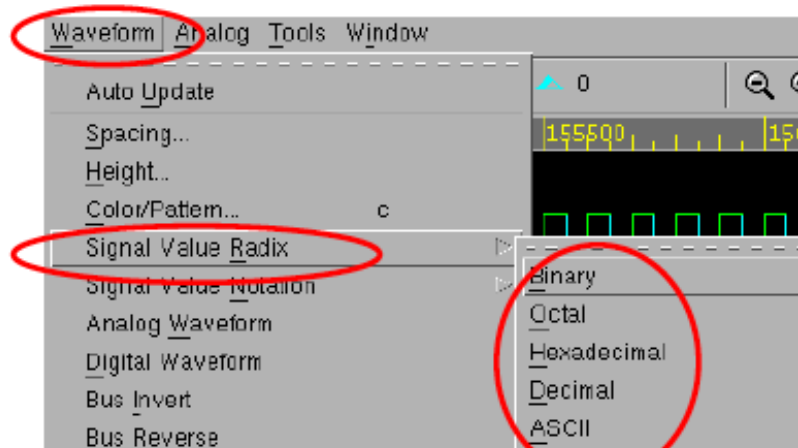 Waveform Analog Tools Window
Auto Update
0
Spacing...
155500
Height...
Color/Pattern... c
Signal Value Radix
Signal Value Notation
Binary
Analog Waveform
Octal
Digital Waveform
Hexadecimal
Bus Invert
Decimal
Bus Reverse
ASCII